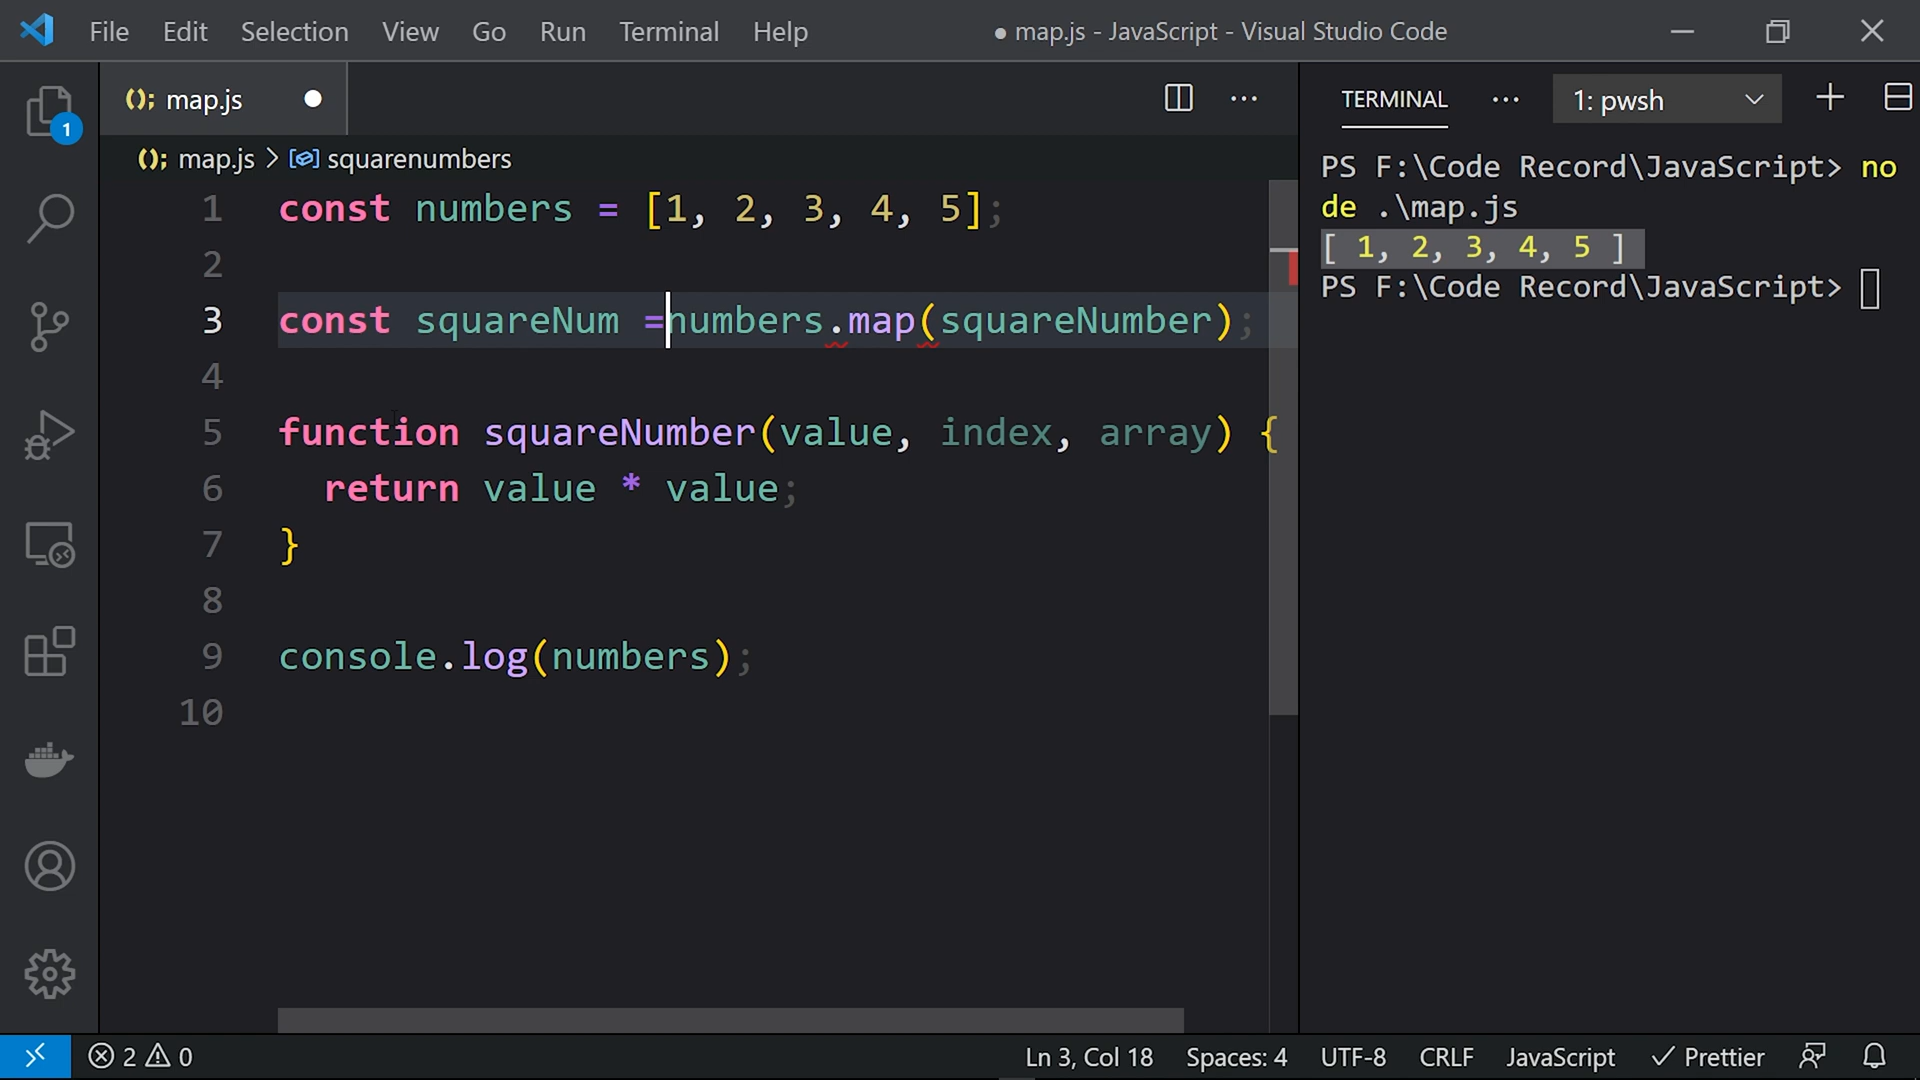 File Edit Selection View Go Run Terminal Help ● map.js - JavaScript - Visual Studio Code
(); map.js
TERMINAL ··· 1: pwsh
1
(); map.js > squarenumbers
1 const numbers = [1, 2, 3, 4, 5];
2
3 const squareNum =numbers.map(squareNumber);
4
5 function squareNumber(value, index, array) {
6 return value * value;
7 }
8
9 console.log(numbers);
10
PS F:\Code Record\JavaScript> no
de .\map.js
[ 1, 2, 3, 4, 5 ]
PS F:\Code Record\JavaScript>
2 0 Ln 3, Col 18 Spaces: 4 UTF-8 CRLF JavaScript ✓ Prettier